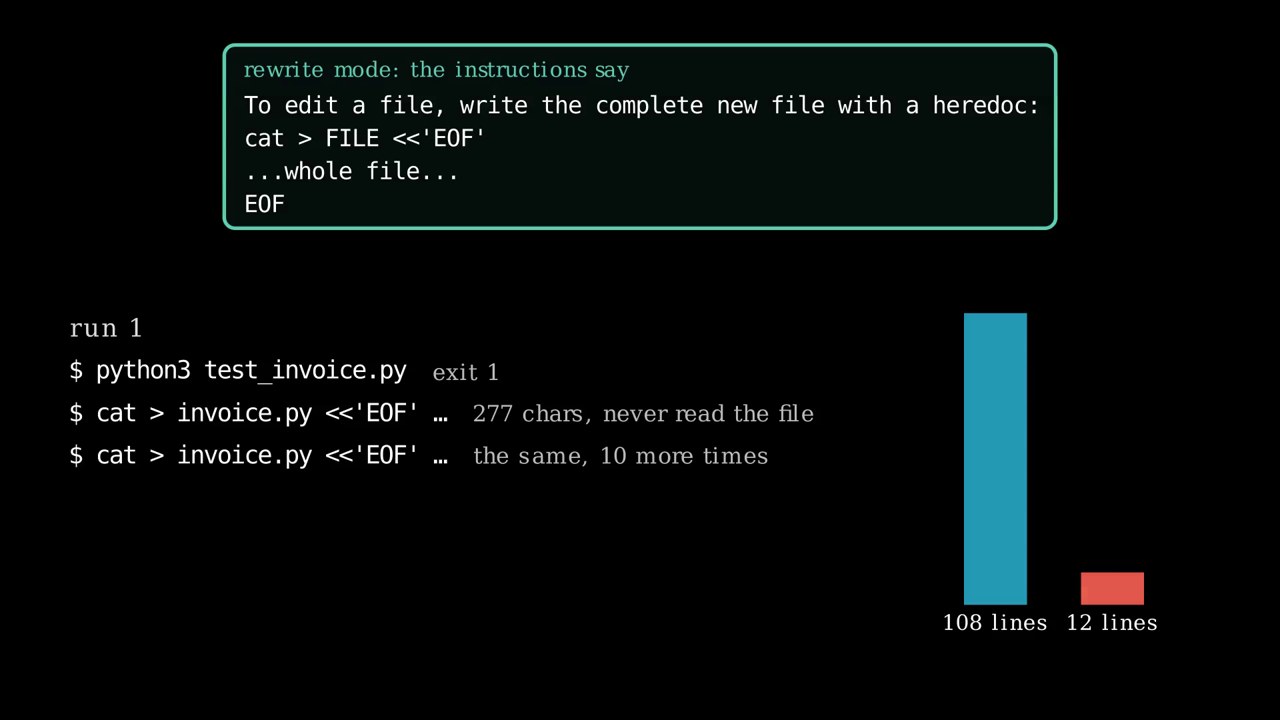 rewrite mode: the instructions say
To edit a file, write the complete new file with a heredoc:
cat > FILE <<'EOF'
...whole file...
EOF
run 1
$ python3 test_invoice.py exit 1
$ cat > invoice.py <<'EOF' … 277 chars, never read the file
$ cat > invoice.py <<'EOF' … the same, 10 more times
108 lines 12 lines